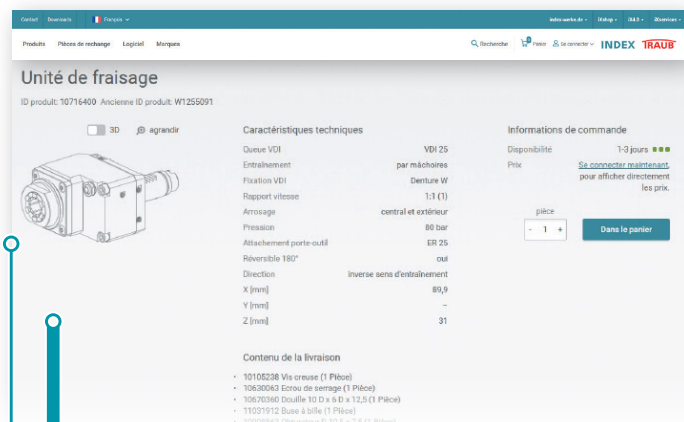 Contact Downloads Français
index-werke.de iXshop iX4.0 iXservices
Produits Pièces de rechange Logiciel Marques
Recherche 0 Panier Se connecter INDEX TRAUB
Unité de fraisage
ID produit: 10716400 Ancienne ID produit: W1255091
3D agrandir
Caractéristiques techniques
Queue VDI VDI 25
Entraînement par mâchoires
Fixation VDI Denture W
Rapport vitesse 1:1 (1)
Arrosage central et extérieur
Pression 80 bar
Attachement porte-outil ER 25
Réversible 180° oui
Direction inverse sens d'entraînement
X [mm] 89,9
Y [mm] –
Z [mm] 31
Informations de commande
Disponibilité 1-3 jours
Prix Se connecter maintenant,
pour afficher directement
les prix.
pièce
- 1 + Dans le panier
Contenu de la livraison
• 10105238 Vis creuse (1 Pièce)
• 10630063 Ecrou de serrage (1 Pièce)
• 10670360 Douille 10 D x 6 D x 12,5 (1 Pièce)
• 11031912 Buse à bille (1 Pièce)